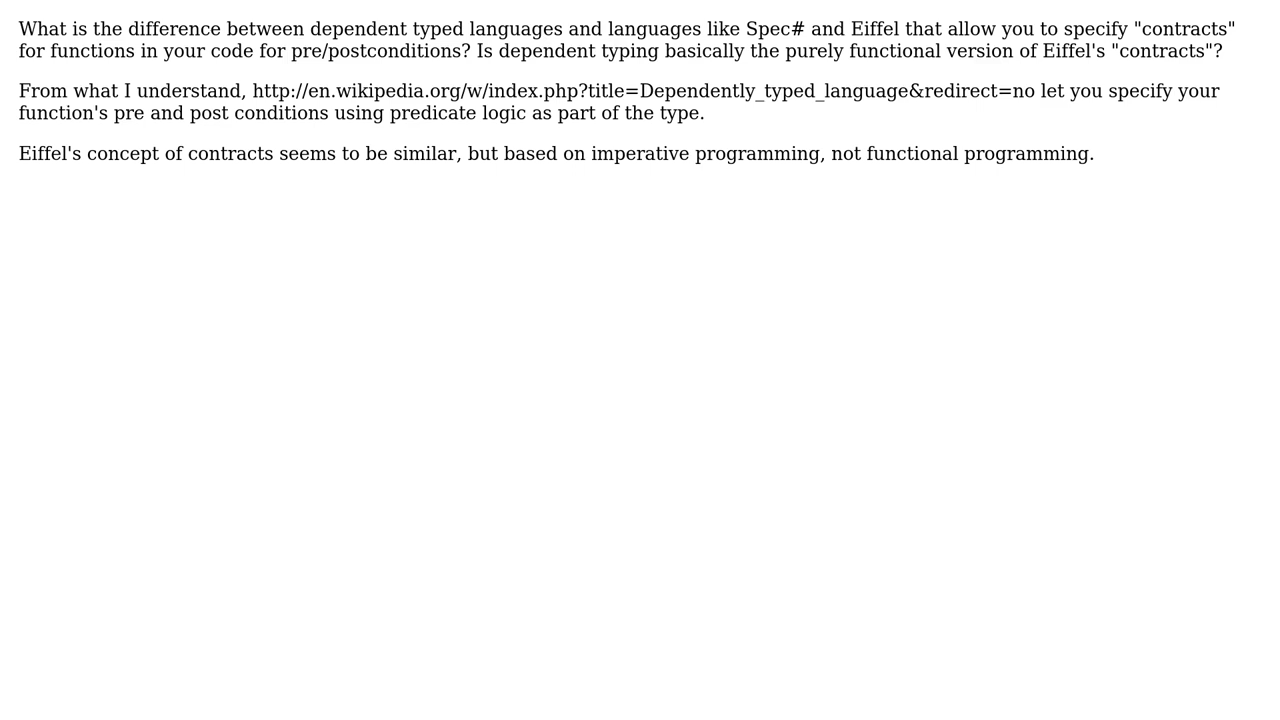 What is the difference between dependent typed languages and languages like Spec# and Eiffel that allow you to specify "contracts"
for functions in your code for pre/postconditions? Is dependent typing basically the purely functional version of Eiffel's "contracts"?
From what I understand, http://en.wikipedia.org/w/index.php?title=Dependently_typed_language&redirect=no let you specify your
function's pre and post conditions using predicate logic as part of the type.
Eiffel's concept of contracts seems to be similar, but based on imperative programming, not functional programming.